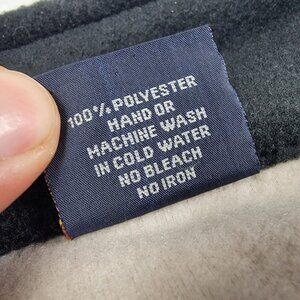 100% POLYESTER
HAND OR
MACHINE WASH
IN COLD WATER
NO BLEACH
NO IRON